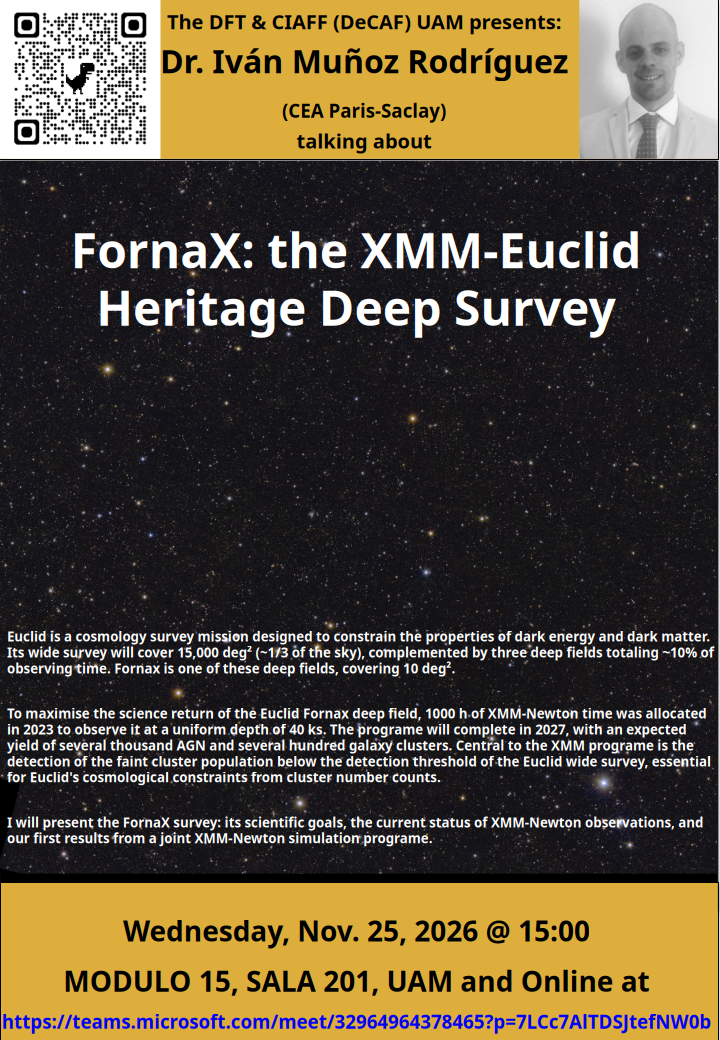 The DFT & CIAFF (DeCAF) UAM presents:
Dr. Iván Muñoz Rodríguez
(CEA Paris-Saclay)
talking about
FornaX: the XMM-Euclid
Heritage Deep Survey
Euclid is a cosmology survey mission designed to constrain the properties of dark energy and dark matter.
Its wide survey will cover 15,000 deg² (~1/3 of the sky), complemented by three deep fields totaling ~10% of
observing time. Fornax is one of these deep fields, covering 10 deg².
To maximise the science return of the Euclid Fornax deep field, 1000 h of XMM-Newton time was allocated
in 2023 to observe it at a uniform depth of 40 ks. The programe will complete in 2027, with an expected
yield of several thousand AGN and several hundred galaxy clusters. Central to the XMM programe is the
detection of the faint cluster population below the detection threshold of the Euclid wide survey, essential
for Euclid's cosmological constraints from cluster number counts.
I will present the FornaX survey: its scientific goals, the current status of XMM-Newton observations, and
our first results from a joint XMM-Newton simulation programe.
Wednesday, Nov. 25, 2026 @ 15:00
MODULO 15, SALA 201, UAM and Online at
https://teams.microsoft.com/meet/32964964378465?p=7LCc7AlTDSJtefNW0b